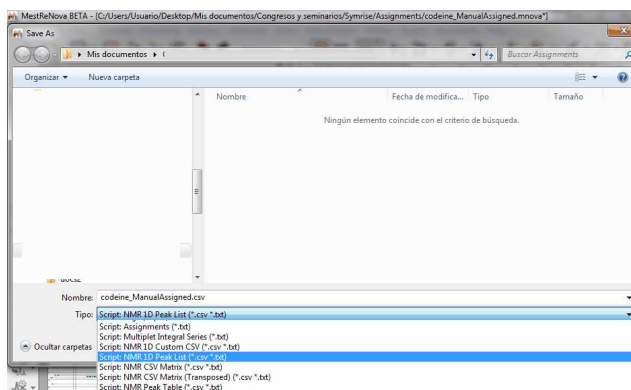 MestReNova BETA - [C:/Users/Usuario/Desktop/Mis documentos/Congresos y seminarios/Symrise/Assignments/codeine_ManualAssigned.mnova*]
Save As
Mis documentos
Buscar Assignments
Organizar Nueva carpeta
Nombre Fecha de modifica... Tipo Tamaño
Ningún elemento coincide con el criterio de búsqueda.
Nombre: codeine_ManualAssigned.csv
Tipo: Script: NMR 1D Peak List (*.csv *.txt)
Script: Assignments (*.txt)
Script: Multiplet Integral Series (*.txt)
Script: NMR 1D Custom CSV (*.csv *.txt)
Ocultar carpetas
Script: NMR 1D Peak List (*.csv *.txt)
Script: NMR CSV Matrix (*.csv *.txt)
Script: NMR CSV Matrix (Transposed) (*.csv *.txt)
Script: NMR Peak Table (*.csv *.txt)